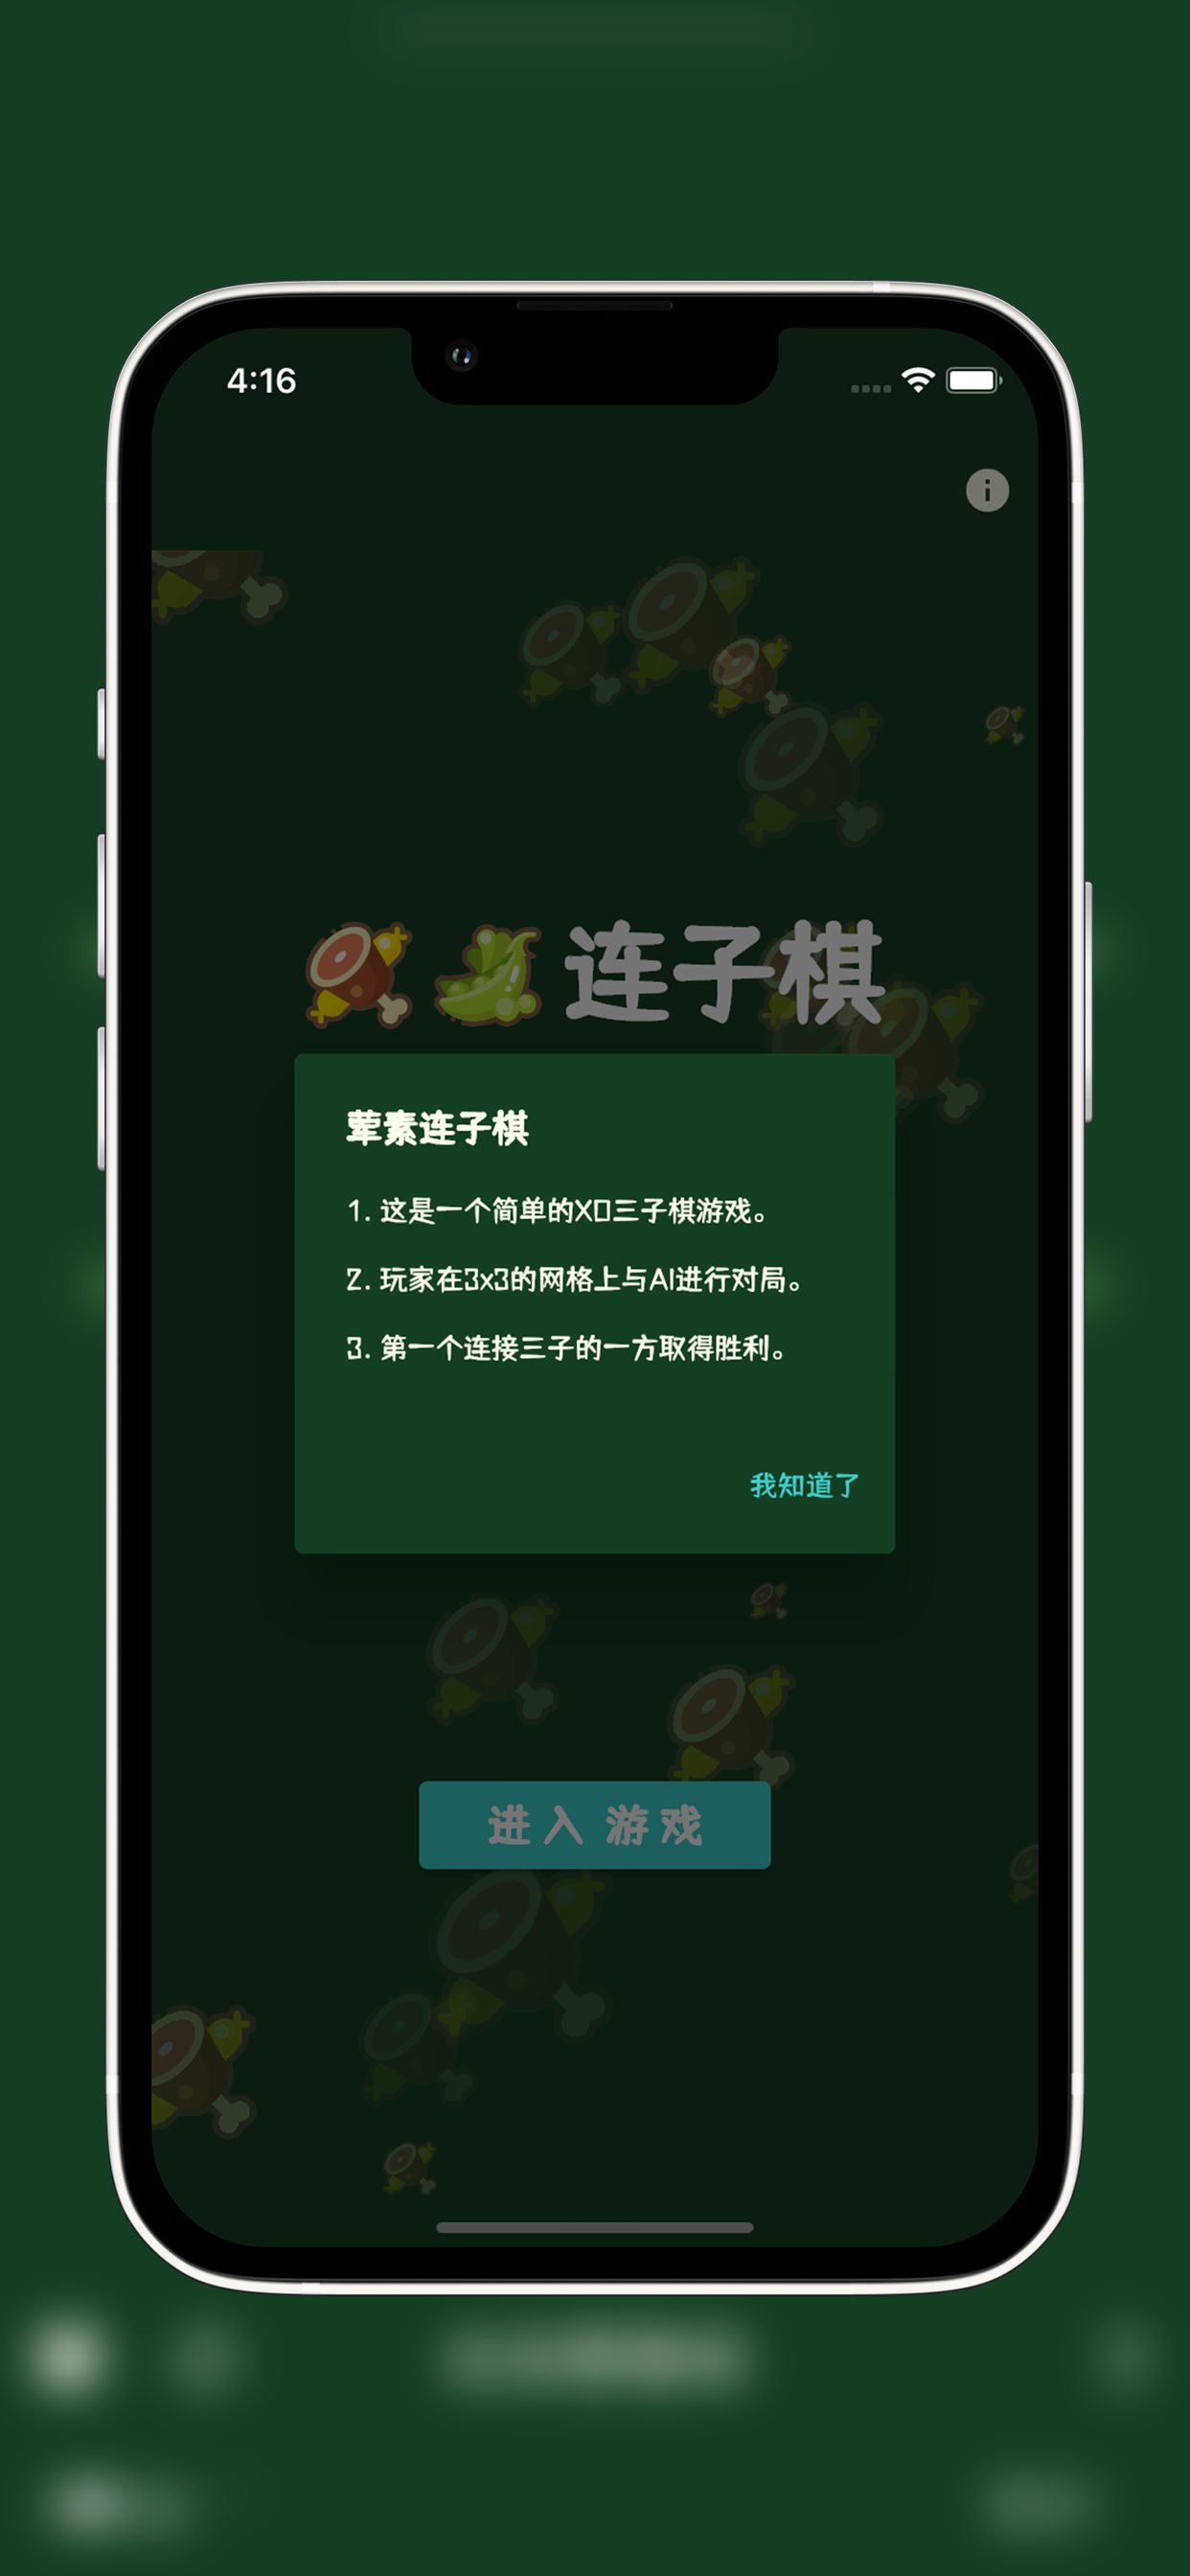 4:16
连子棋
荤素连子棋
1. 这是一个简单的XO三子棋游戏。
2. 玩家在3x3的网格上与AI进行对局。
3. 第一个连接三子的一方取得胜利。
我知道了
进入 游戏